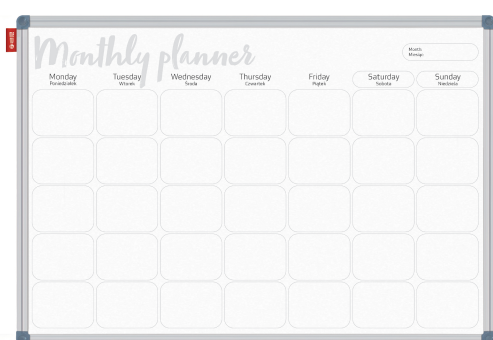 Monthly planner
Month:
Miesiąc:
Monday Tuesday Wednesday Thursday Friday Saturday Sunday
Poniedziałek Wtorek Środa Czwartek Piątek Sobota Niedziela